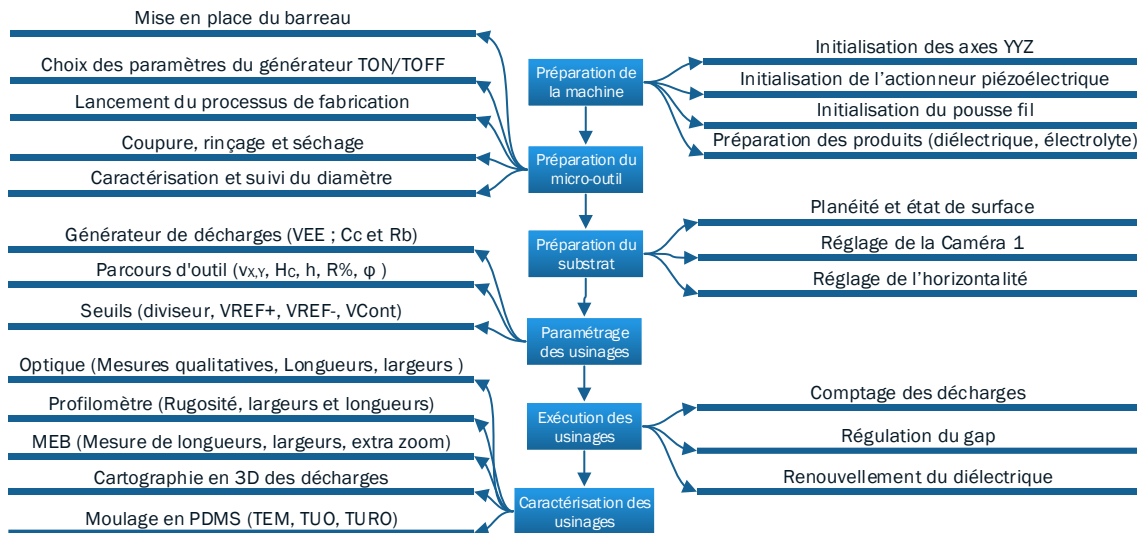 Préparation de
la machine
Initialisation des axes YYZ
Initialisation de l'actionneur piézoélectrique
Initialisation du pousse fil
Préparation des produits (diélectrique, électrolyte)
Préparation du
micro-outil
Mise en place du barreau
Choix des paramètres du générateur TON/TOFF
Lancement du processus de fabrication
Coupure, rinçage et séchage
Caractérisation et suivi du diamètre
Préparation du
substrat
Planéité et état de surface
Réglage de la Caméra 1
Réglage de l'horizontalité
Paramétrage
des usinages
Générateur de décharges (VEE ; Cc et Rb)
Parcours d'outil (vX,Y, HC, h, R%, φ )
Seuils (diviseur, VREF+, VREF-, VCont)
Exécution des
usinages
Comptage des décharges
Régulation du gap
Renouvellement du diélectrique
Caractérisation des
usinages
Optique (Mesures qualitatives, Longueurs, largeurs )
Profilomètre (Rugosité, largeurs et longueurs)
MEB (Mesure de longueurs, largeurs, extra zoom)
Cartographie en 3D des décharges
Moulage en PDMS (TEM, TUO, TURO)